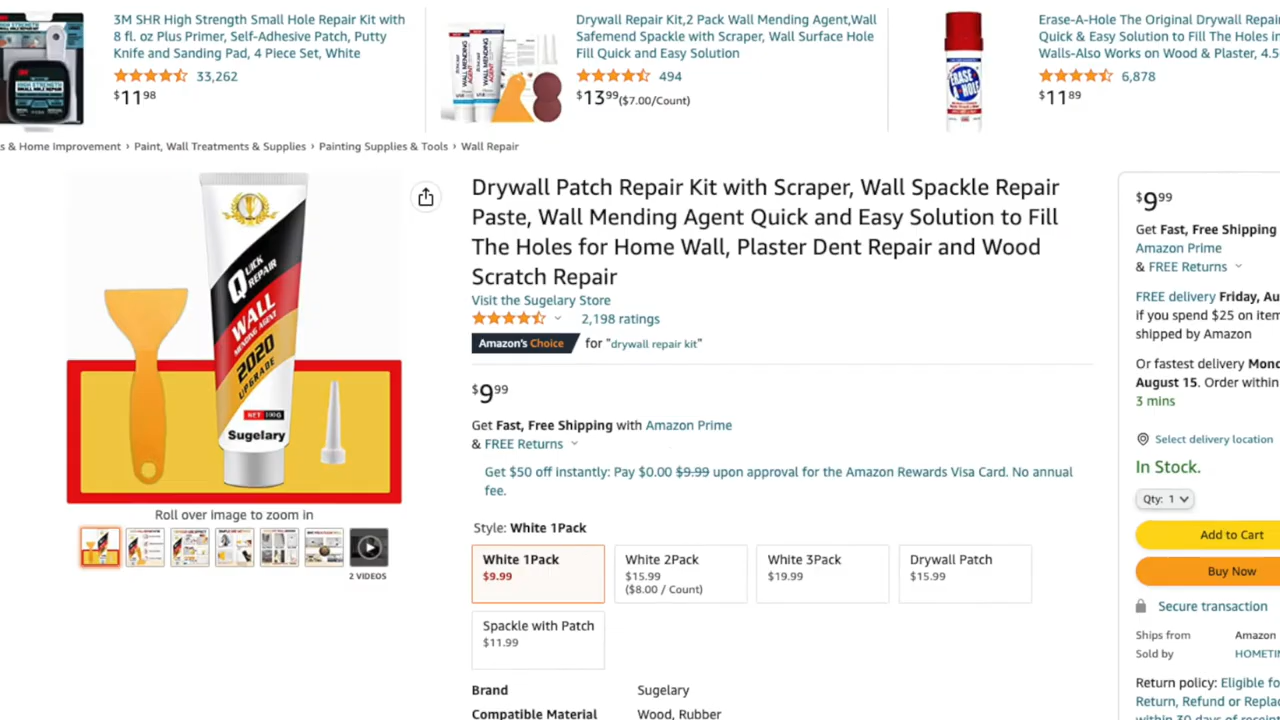 3M SHR High Strength Small Hole Repair Kit with
8 fl. oz Plus Primer, Self-Adhesive Patch, Putty
Knife and Sanding Pad, 4 Piece Set, White
33,262
$11 98
Drywall Repair Kit,2 Pack Wall Mending Agent,Wall
Safemend Spackle with Scraper, Wall Surface Hole
Fill Quick and Easy Solution
494
$13 99 ($7.00/Count)
Erase-A-Hole The Original Drywall Repai
Quick & Easy Solution to Fill The Holes in
Walls-Also Works on Wood & Plaster, 4.5
6,878
$11 89
ERASE A HOLE
s & Home Improvement › Paint, Wall Treatments & Supplies › Painting Supplies & Tools › Wall Repair
QUICK REPAIR
WALL
MENDING AGENT
2020
UPGRADE
NET 100G
Sugelary
Roll over image to zoom in
2 VIDEOS
Drywall Patch Repair Kit with Scraper, Wall Spackle Repair
Paste, Wall Mending Agent Quick and Easy Solution to Fill
The Holes for Home Wall, Plaster Dent Repair and Wood
Scratch Repair
Visit the Sugelary Store
2,198 ratings
Amazon's Choice for "drywall repair kit"
$9 99
Get Fast, Free Shipping with Amazon Prime
& FREE Returns
Get $50 off instantly: Pay $0.00 $9.99 upon approval for the Amazon Rewards Visa Card. No annual
fee.
Style: White 1Pack
White 1Pack
$9.99
White 2Pack
$15.99
($8.00 / Count)
White 3Pack
$19.99
Drywall Patch
$15.99
Spackle with Patch
$11.99
Brand Sugelary
Compatible Material Wood, Rubber
$9 99
Get Fast, Free Shipping
Amazon Prime
& FREE Returns
FREE delivery Friday, Au
if you spend $25 on item
shipped by Amazon
Or fastest delivery Mond
August 15. Order within
3 mins
Select delivery location
In Stock.
Qty: 1
Add to Cart
Buy Now
Secure transaction
Ships from Amazon
Sold by HOMETI
Return policy: Eligible fo
Return, Refund or Repla
within 30 days of receipt